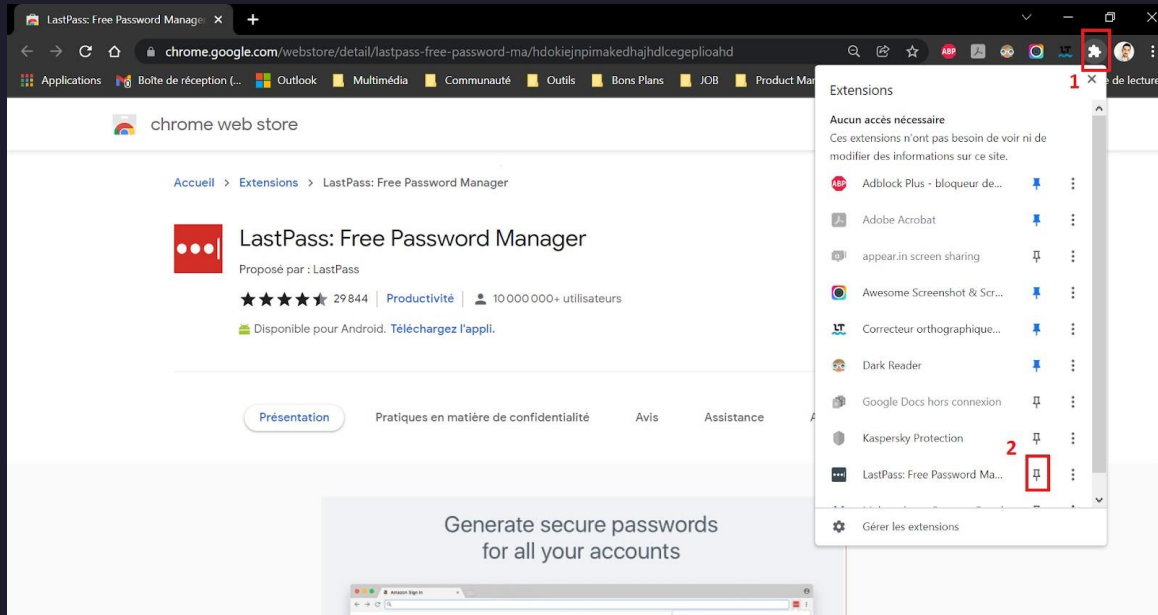 LastPass: Free Password Manage
chrome.google.com/webstore/detail/lastpass-free-password-ma/hdokiejnpimakedhajhdlcegeplioahd
ABP
Applications
Boîte de réception (...
Outlook
Multimédia
Communauté
Outils
Bons Plans
JOB
Product Mar
1
e de lecture
chrome web store
Accueil > Extensions > LastPass: Free Password Manager
LastPass: Free Password Manager
Proposé par : LastPass
29 844 | Productivité | 10 000 000+ utilisateurs
Disponible pour Android. Téléchargez l'appli.
Présentation
Pratiques en matière de confidentialité
Avis
Assistance
Generate secure passwords
for all your accounts
Amazon Sign In
Extensions
Aucun accès nécessaire
Ces extensions n'ont pas besoin de voir ni de
modifier des informations sur ce site.
ABP Adblock Plus - bloqueur de...
Adobe Acrobat
appear.in screen sharing
Awesome Screenshot & Scr...
LT Correcteur orthographique...
Dark Reader
Google Docs hors connexion
Kaspersky Protection
2
LastPass: Free Password Ma...
Gérer les extensions